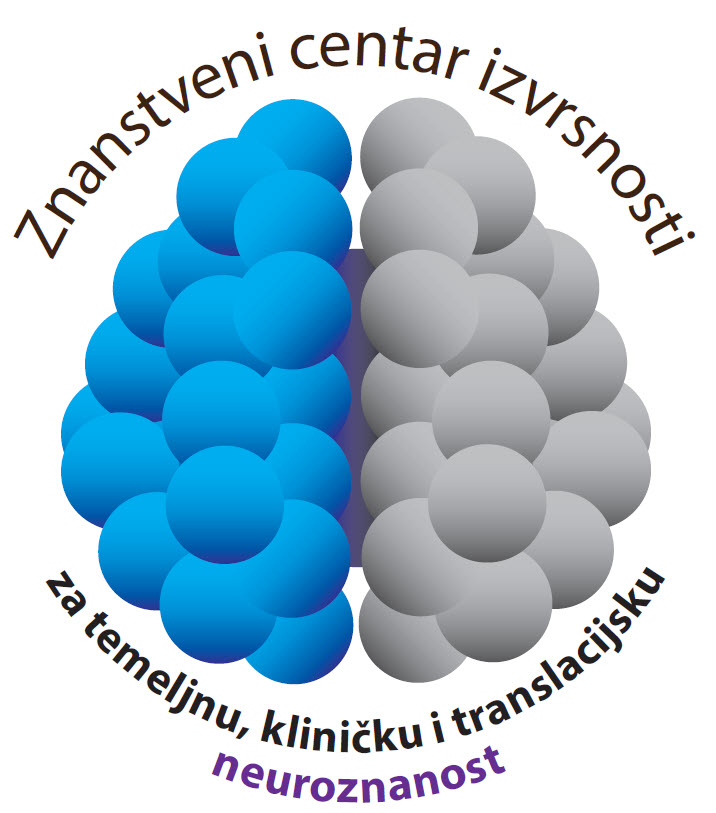 Znanstveni centar izvrsnosti
za temeljnu, kliničku i translacijsku
neuroznanost